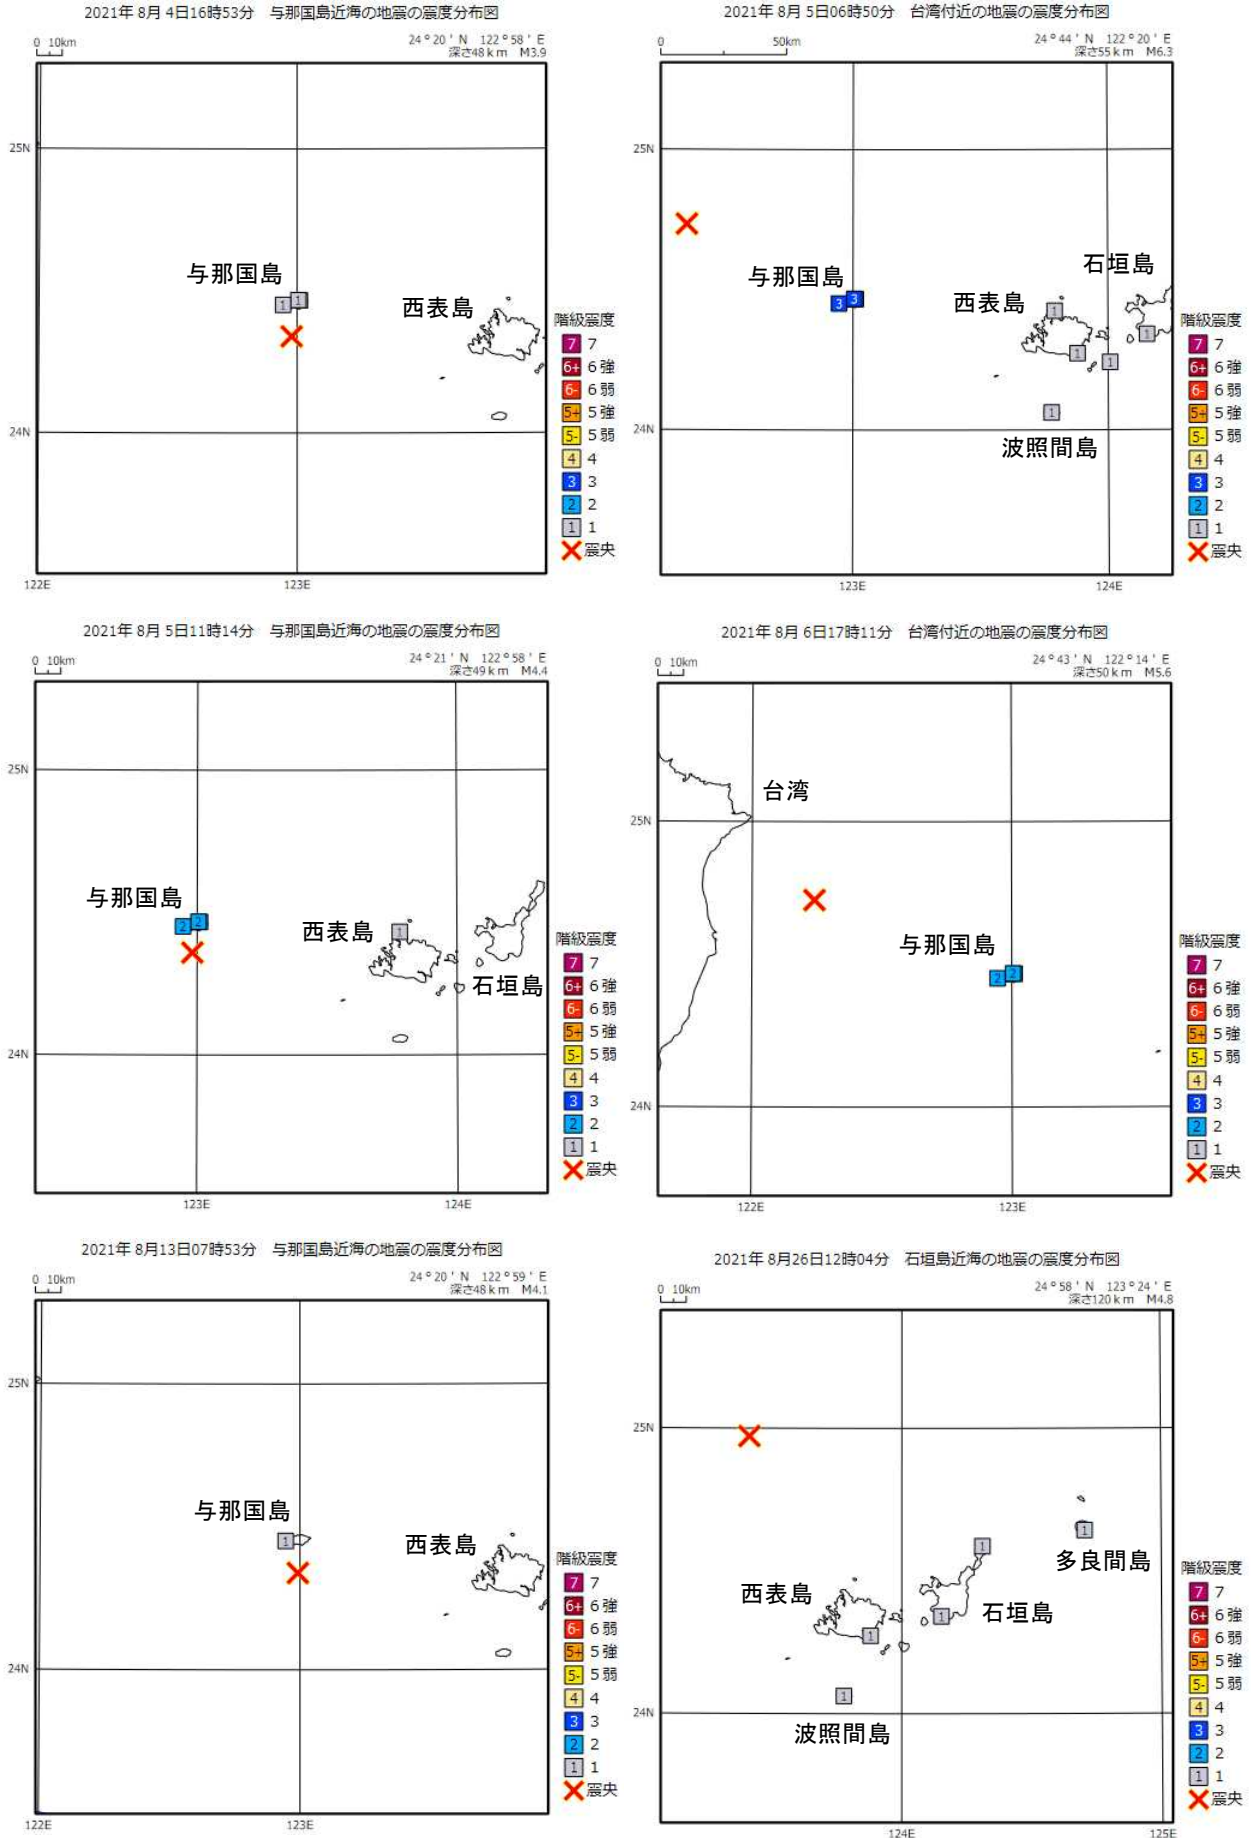 2021年 8月 4日16時53分　与那国島近海の地震の震度分布図
0 10km
24°20'N 122°58'E
深さ48km M3.9
25N
与那国島
1 1
西表島
24N
122E 123E
階級震度
7 7
6+ 6強
6- 6弱
5+ 5強
5- 5弱
4 4
3 3
2 2
1 1
震央
2021年 8月 5日06時50分　台湾付近の地震の震度分布図
0 50km
24°44'N 122°20'E
深さ55km M6.3
25N
石垣島
与那国島
3 3
西表島
1
1
1
1
1
波照間島
24N
123E 124E
階級震度
7 7
6+ 6強
6- 6弱
5+ 5強
5- 5弱
4 4
3 3
2 2
1 1
震央
2021年 8月 5日11時14分　与那国島近海の地震の震度分布図
0 10km
24°21'N 122°58'E
深さ49km M4.4
25N
与那国島
2 2
西表島
1
石垣島
24N
123E 124E
階級震度
7 7
6+ 6強
6- 6弱
5+ 5強
5- 5弱
4 4
3 3
2 2
1 1
震央
2021年 8月 6日17時11分　台湾付近の地震の震度分布図
0 10km
24°43'N 122°14'E
深さ50km M5.6
台湾
25N
与那国島
2 2
24N
122E 123E
階級震度
7 7
6+ 6強
6- 6弱
5+ 5強
5- 5弱
4 4
3 3
2 2
1 1
震央
2021年 8月13日07時53分　与那国島近海の地震の震度分布図
0 10km
24°20'N 122°59'E
深さ48km M4.1
25N
与那国島
1
西表島
24N
122E 123E
階級震度
7 7
6+ 6強
6- 6弱
5+ 5強
5- 5弱
4 4
3 3
2 2
1 1
震央
2021年 8月26日12時04分　石垣島近海の地震の震度分布図
0 10km
24°58'N 123°24'E
深さ120km M4.8
25N
1
多良間島
1
西表島
1
石垣島
1
1
24N
波照間島
124E 125E
階級震度
7 7
6+ 6強
6- 6弱
5+ 5強
5- 5弱
4 4
3 3
2 2
1 1
震央